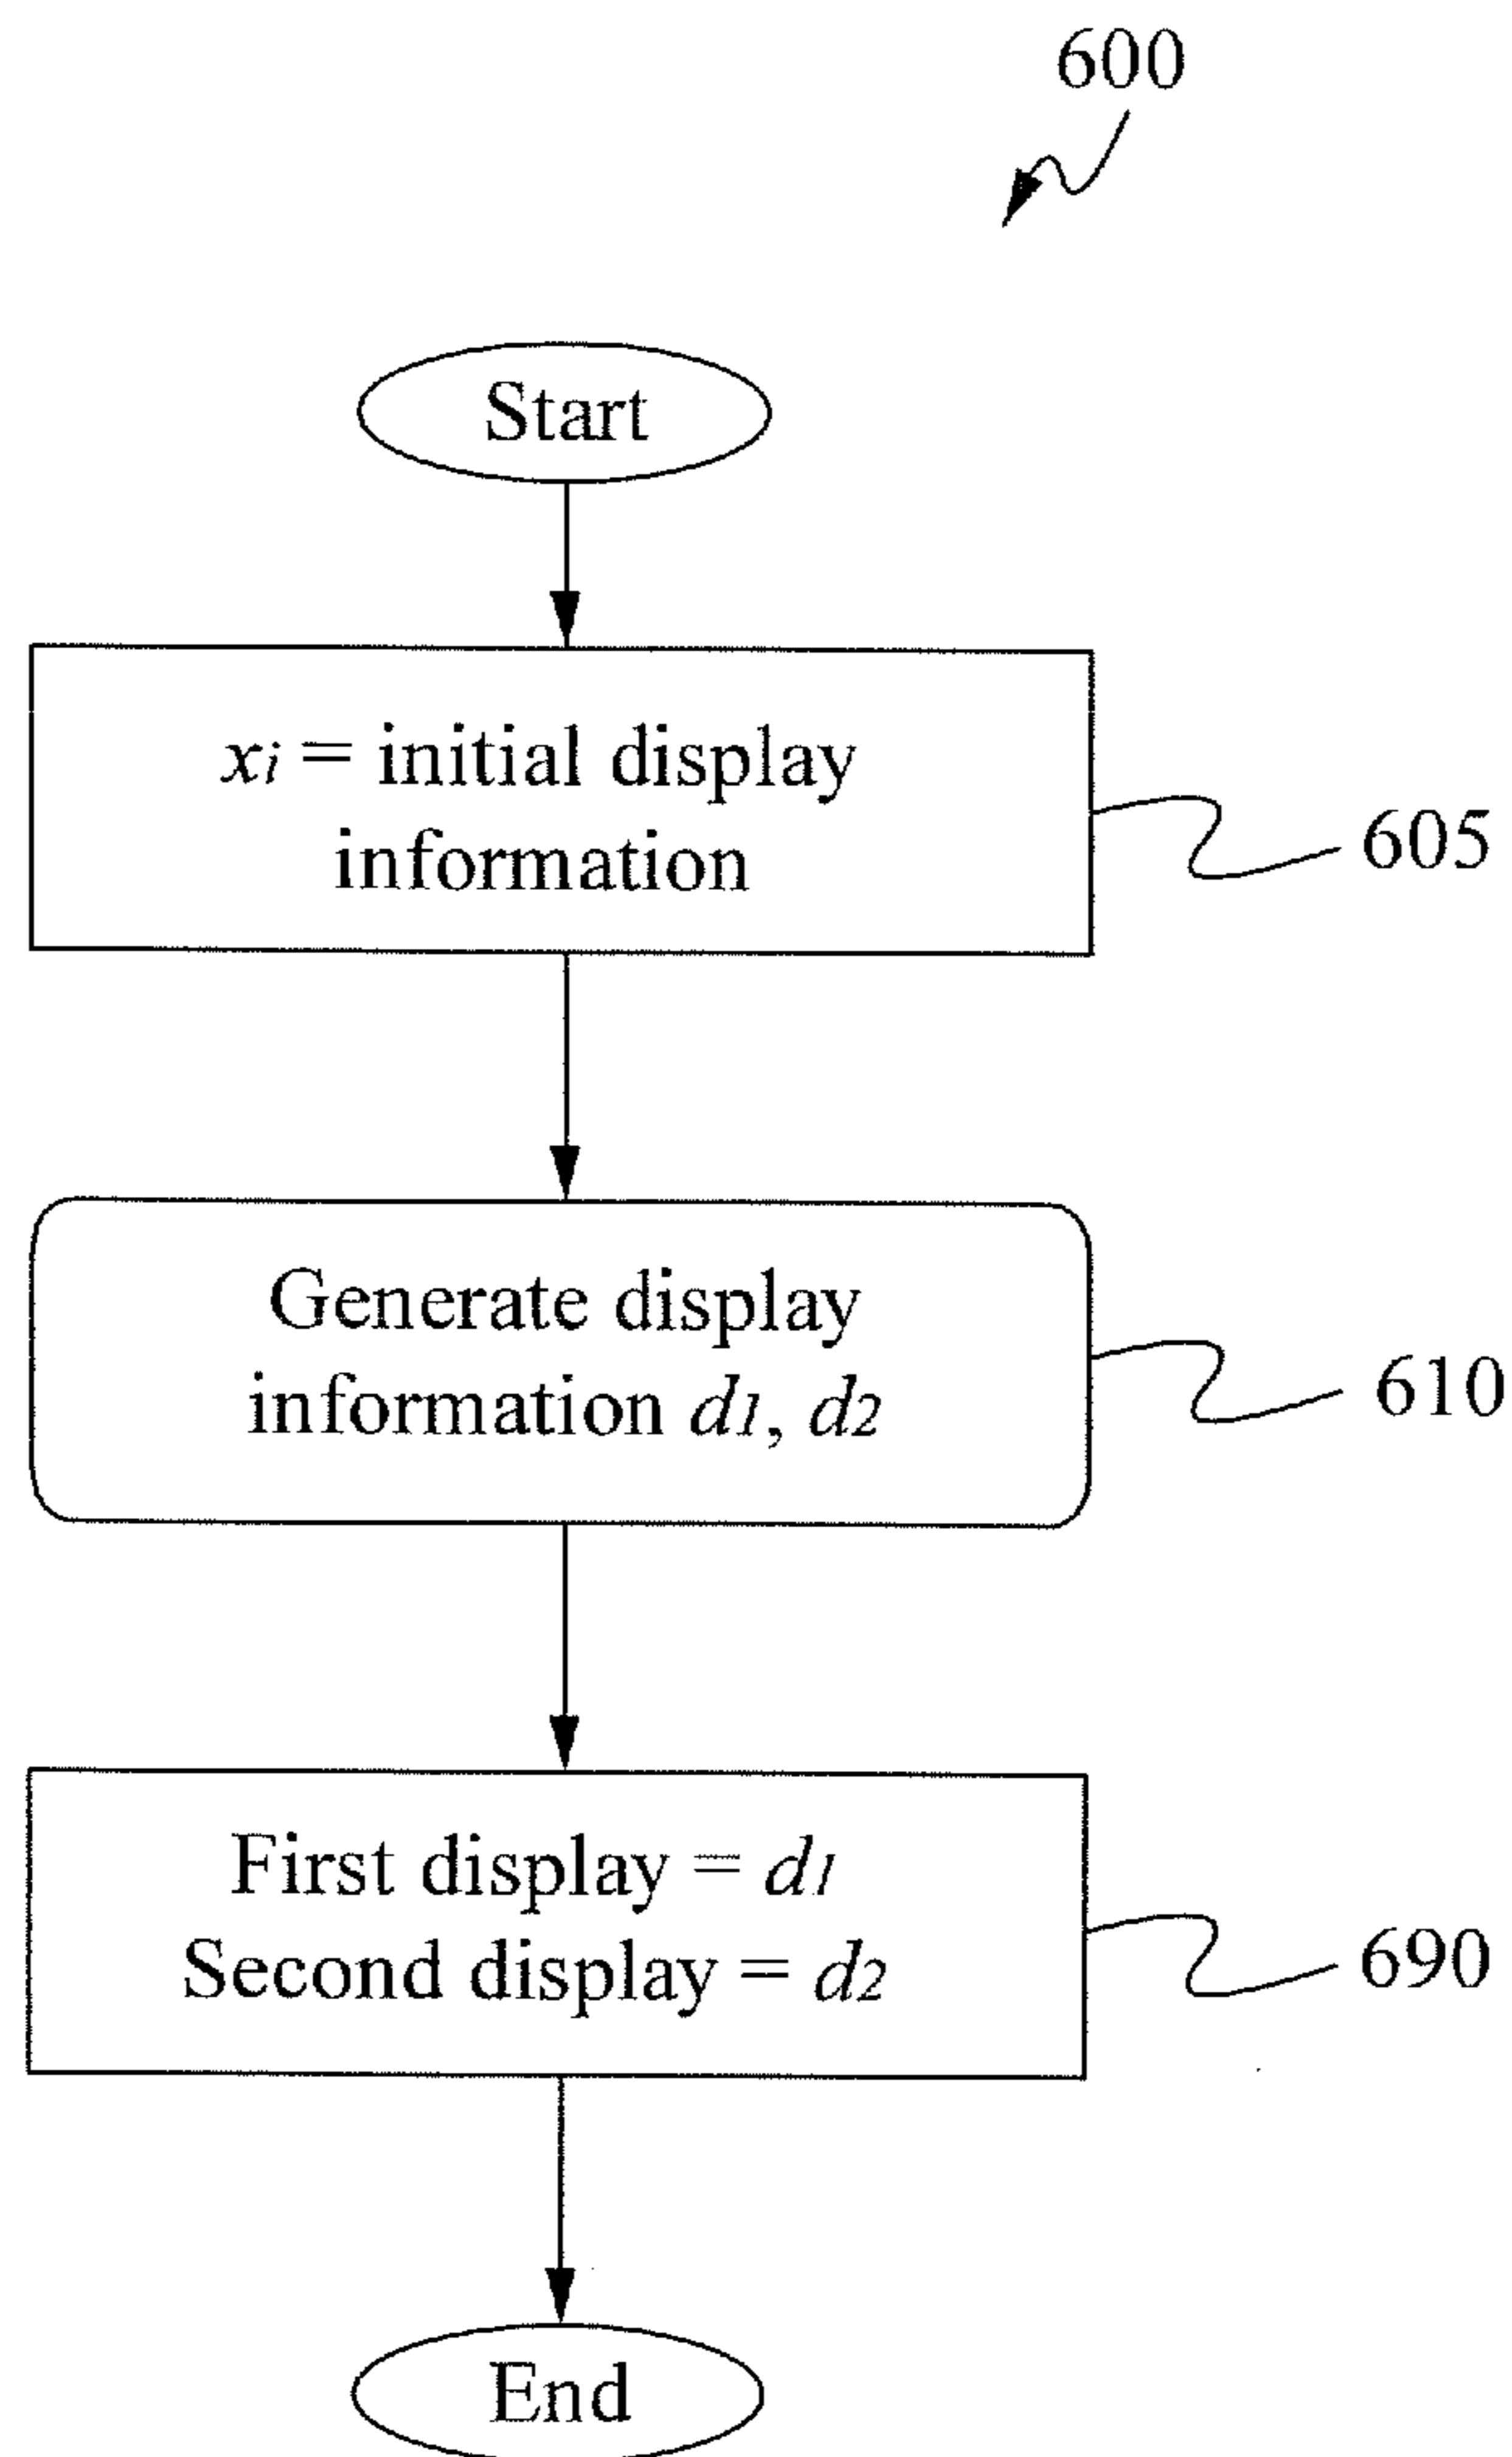 600
Start
xi = initial display
information
605
Generate display
information d1, d2
610
First display = d1
Second display = d2
690
End